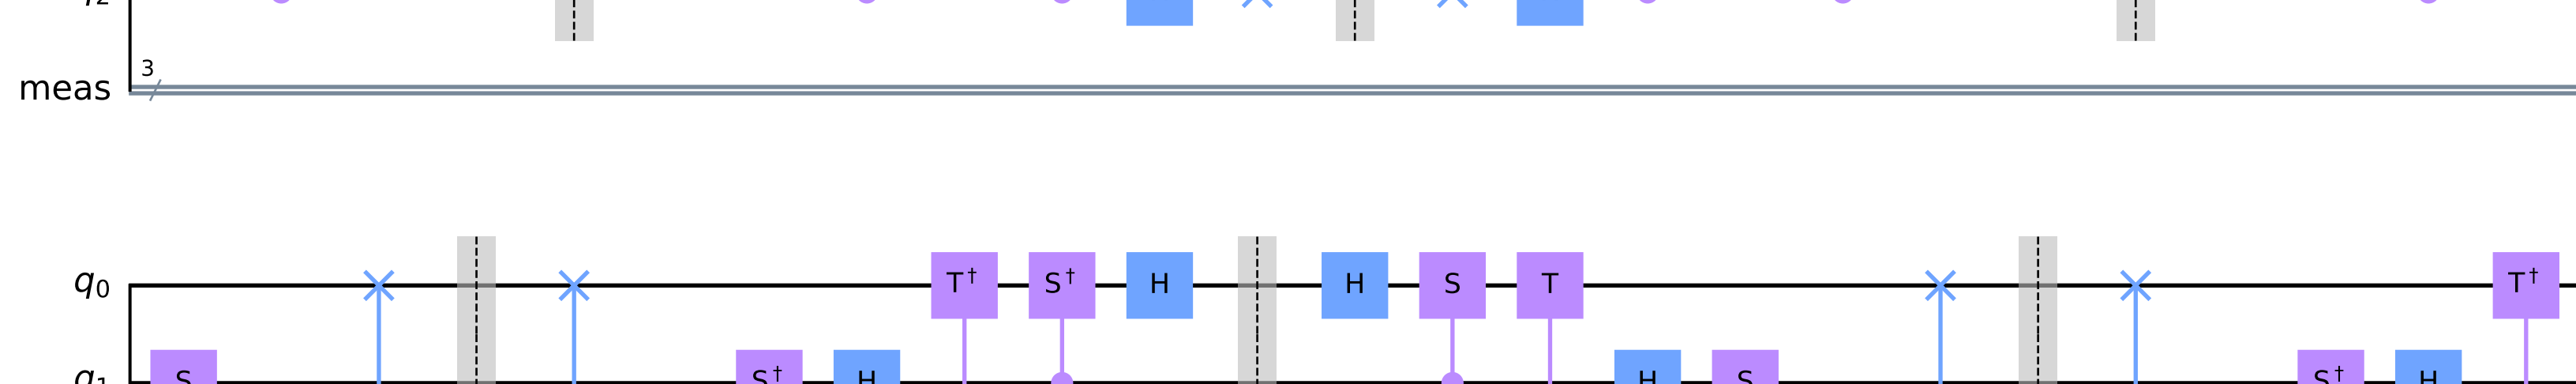 3
meas
q0 T† S† H H S T T†
S S† H H S S† H